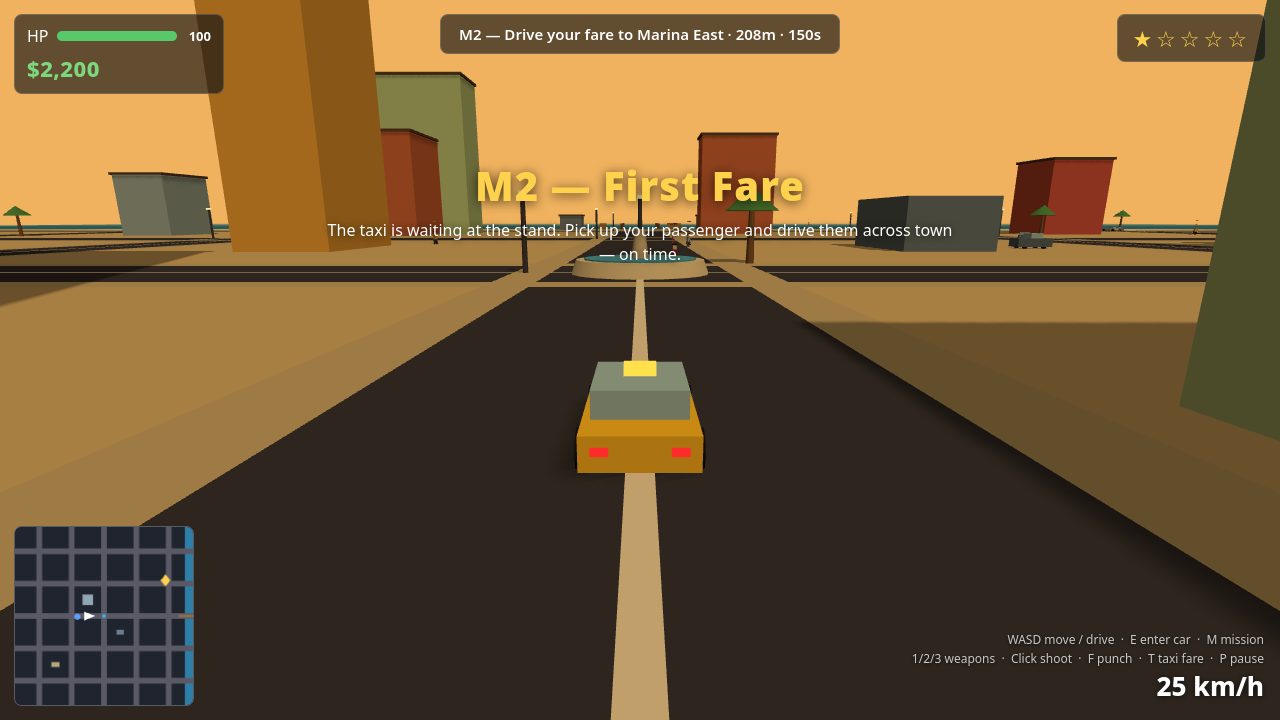 HP 100
$2,200
M2 — Drive your fare to Marina East · 208m · 150s
★☆☆☆☆
M2 — First Fare
The taxi is waiting at the stand. Pick up your passenger and drive them across town
— on time.
WASD move / drive · E enter car · M mission
1/2/3 weapons · Click shoot · F punch · T taxi fare · P pause
25 km/h